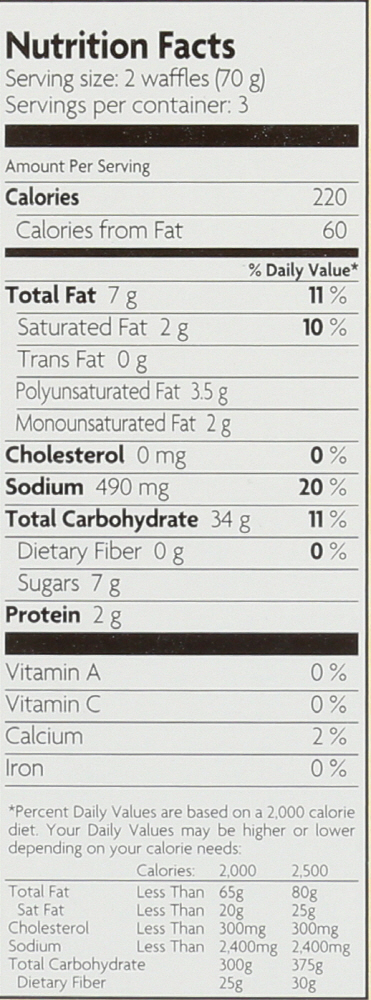 Nutrition Facts
Serving size: 2 waffles (70 g)
Servings per container: 3
Amount Per Serving
Calories 220
Calories from Fat 60
% Daily Value*
Total Fat 7 g 11 %
Saturated Fat 2 g 10 %
Trans Fat 0 g
Polyunsaturated Fat 3.5 g
Monounsaturated Fat 2 g
Cholesterol 0 mg 0 %
Sodium 490 mg 20 %
Total Carbohydrate 34 g 11 %
Dietary Fiber 0 g 0 %
Sugars 7 g
Protein 2 g
Vitamin A 0 %
Vitamin C 0 %
Calcium 2 %
Iron 0 %
*Percent Daily Values are based on a 2,000 calorie
diet. Your Daily Values may be higher or lower
depending on your calorie needs:
Calories: 2,000 2,500
Total Fat Less Than 65g 80g
Sat Fat Less Than 20g 25g
Cholesterol Less Than 300mg 300mg
Sodium Less Than 2,400mg 2,400mg
Total Carbohydrate 300g 375g
Dietary Fiber 25g 30g